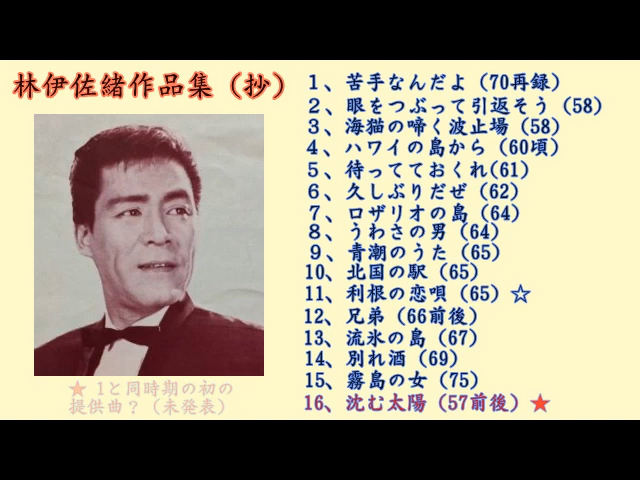 林伊佐緒作品集（抄）
１、苦手なんだよ（70再録）
２、眼をつぶって引返そう（58）
３、海猫の啼く波止場（58）
４、ハワイの島から（60頃）
５、待ってておくれ(61)
６、久しぶりだぜ（62）
７、ロザリオの島（64）
８、うわさの男（64）
９、青潮のうた（65）
10、北国の駅（65）
11、利根の恋唄（65）☆
12、兄弟（66前後）
13、流氷の島（67）
14、別れ酒（69）
15、霧島の女（75）
16、沈む太陽（57前後）★
★ 1と同時期の初の
提供曲？（未発表）